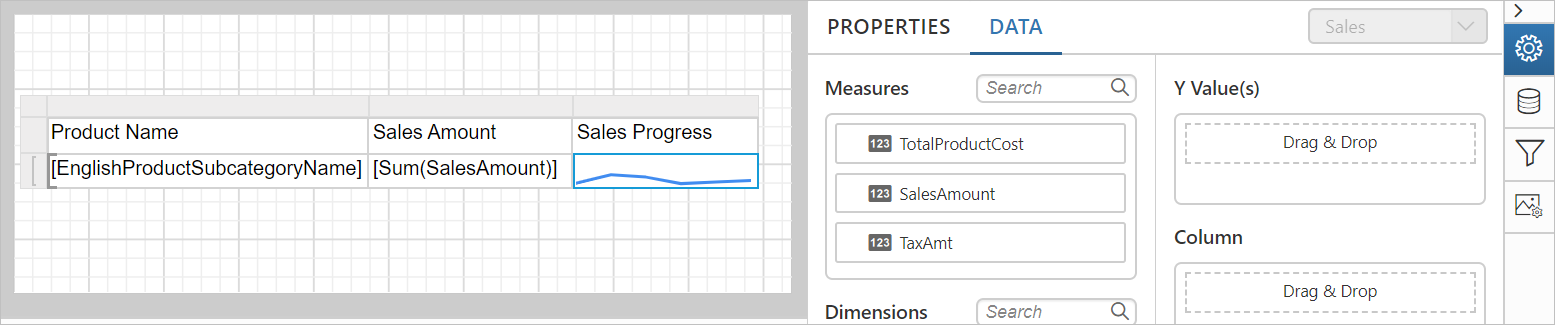 PROPERTIES DATA Sales
Measures Search Y Value(s)
Product Name Sales Amount Sales Progress
[EnglishProductSubcategoryName] [Sum(SalesAmount)]
123 TotalProductCost Drag & Drop
123 SalesAmount
123 TaxAmt Column
Dimensions Search Drag & Drop